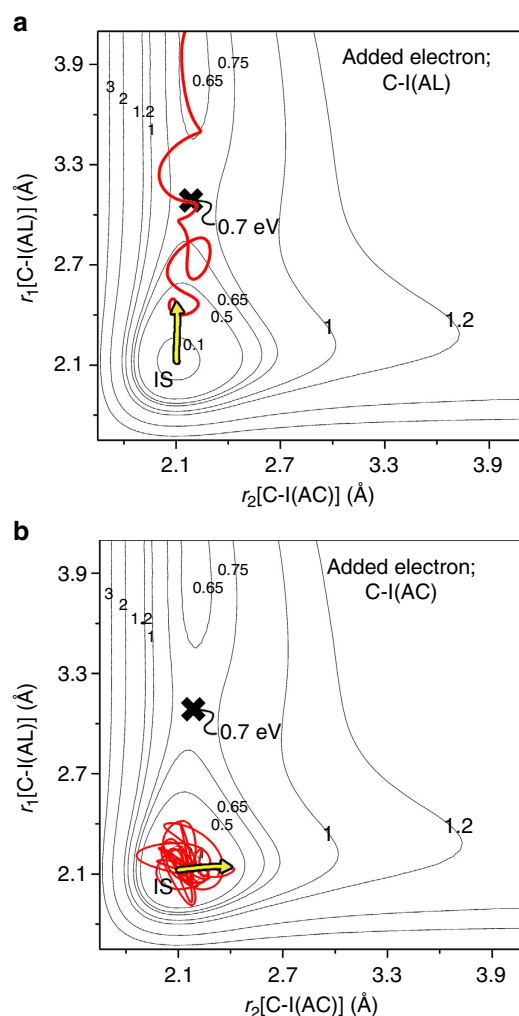 a
Added electron;
C-I(AL)
3
2
1.2
1
0.75
0.65
0.7 eV
0.65
0.5
0.1
IS
1
1.2
3.9
3.3
2.7
2.1
r₁[C-I(AL)] (Å)
2.1 2.7 3.3 3.9
r₂[C-I(AC)] (Å)
b
Added electron;
C-I(AC)
3
2
1.2
1
0.75
0.65
0.7 eV
0.65
0.5
IS
1
1.2
3.9
3.3
2.7
2.1
r₁[C-I(AL)] (Å)
2.1 2.7 3.3 3.9
r₂[C-I(AC)] (Å)